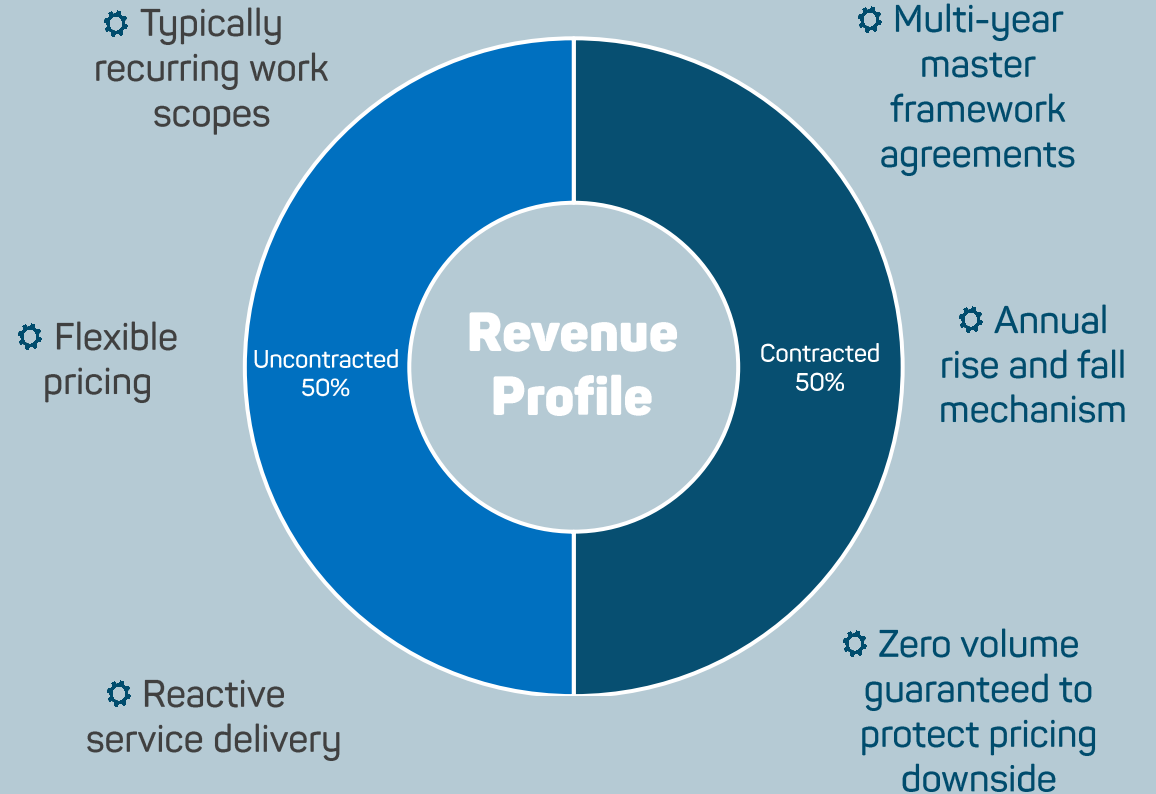 Typically
recurring work
scopes
Multi-year
master
framework
agreements
Flexible
pricing
Uncontracted
50%
Revenue
Profile
Contracted
50%
Annual
rise and fall
mechanism
Reactive
service delivery
Zero volume
guaranteed to
protect pricing
downside